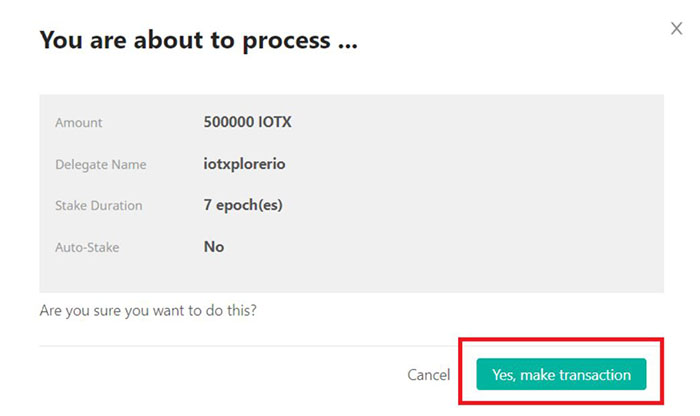 You are about to process ...
Amount 500000 IOTX
Delegate Name iotxplorerio
Stake Duration 7 epoch(es)
Auto-Stake No
Are you sure you want to do this?
Cancel Yes, make transaction